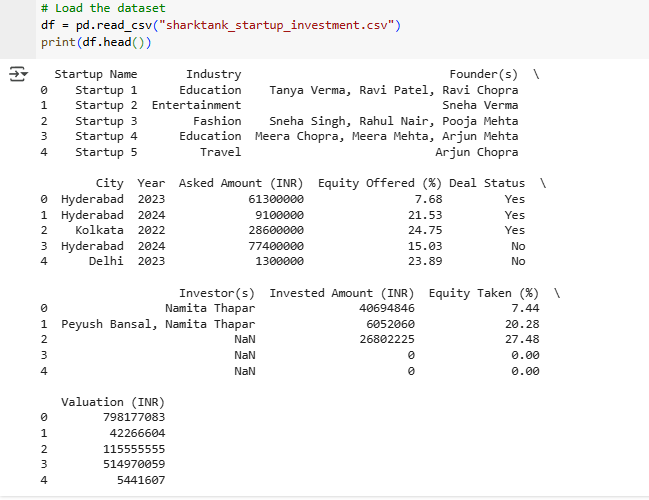 # Load the dataset
df = pd.read_csv("sharktank_startup_investment.csv")
print(df.head())
  Startup Name       Industry                               Founder(s)  \
0    Startup 1      Education    Tanya Verma, Ravi Patel, Ravi Chopra
1    Startup 2  Entertainment                              Sneha Verma
2    Startup 3        Fashion    Sneha Singh, Rahul Nair, Pooja Mehta
3    Startup 4      Education  Meera Chopra, Meera Mehta, Arjun Mehta
4    Startup 5         Travel                             Arjun Chopra
        City  Year  Asked Amount (INR)  Equity Offered (%) Deal Status  \
0  Hyderabad  2023            61300000                7.68         Yes
1  Hyderabad  2024             9100000               21.53         Yes
2    Kolkata  2022            28600000               24.75         Yes
3  Hyderabad  2024            77400000               15.03          No
4      Delhi  2023             1300000               23.89          No
                   Investor(s)  Invested Amount (INR)  Equity Taken (%)  \
0                Namita Thapar               40694846              7.44
1  Peyush Bansal, Namita Thapar                6052060             20.28
2                          NaN               26802225             27.48
3                          NaN                      0              0.00
4                          NaN                      0              0.00
   Valuation (INR)
0        798177083
1         42266604
2        115555555
3        514970059
4          5441607